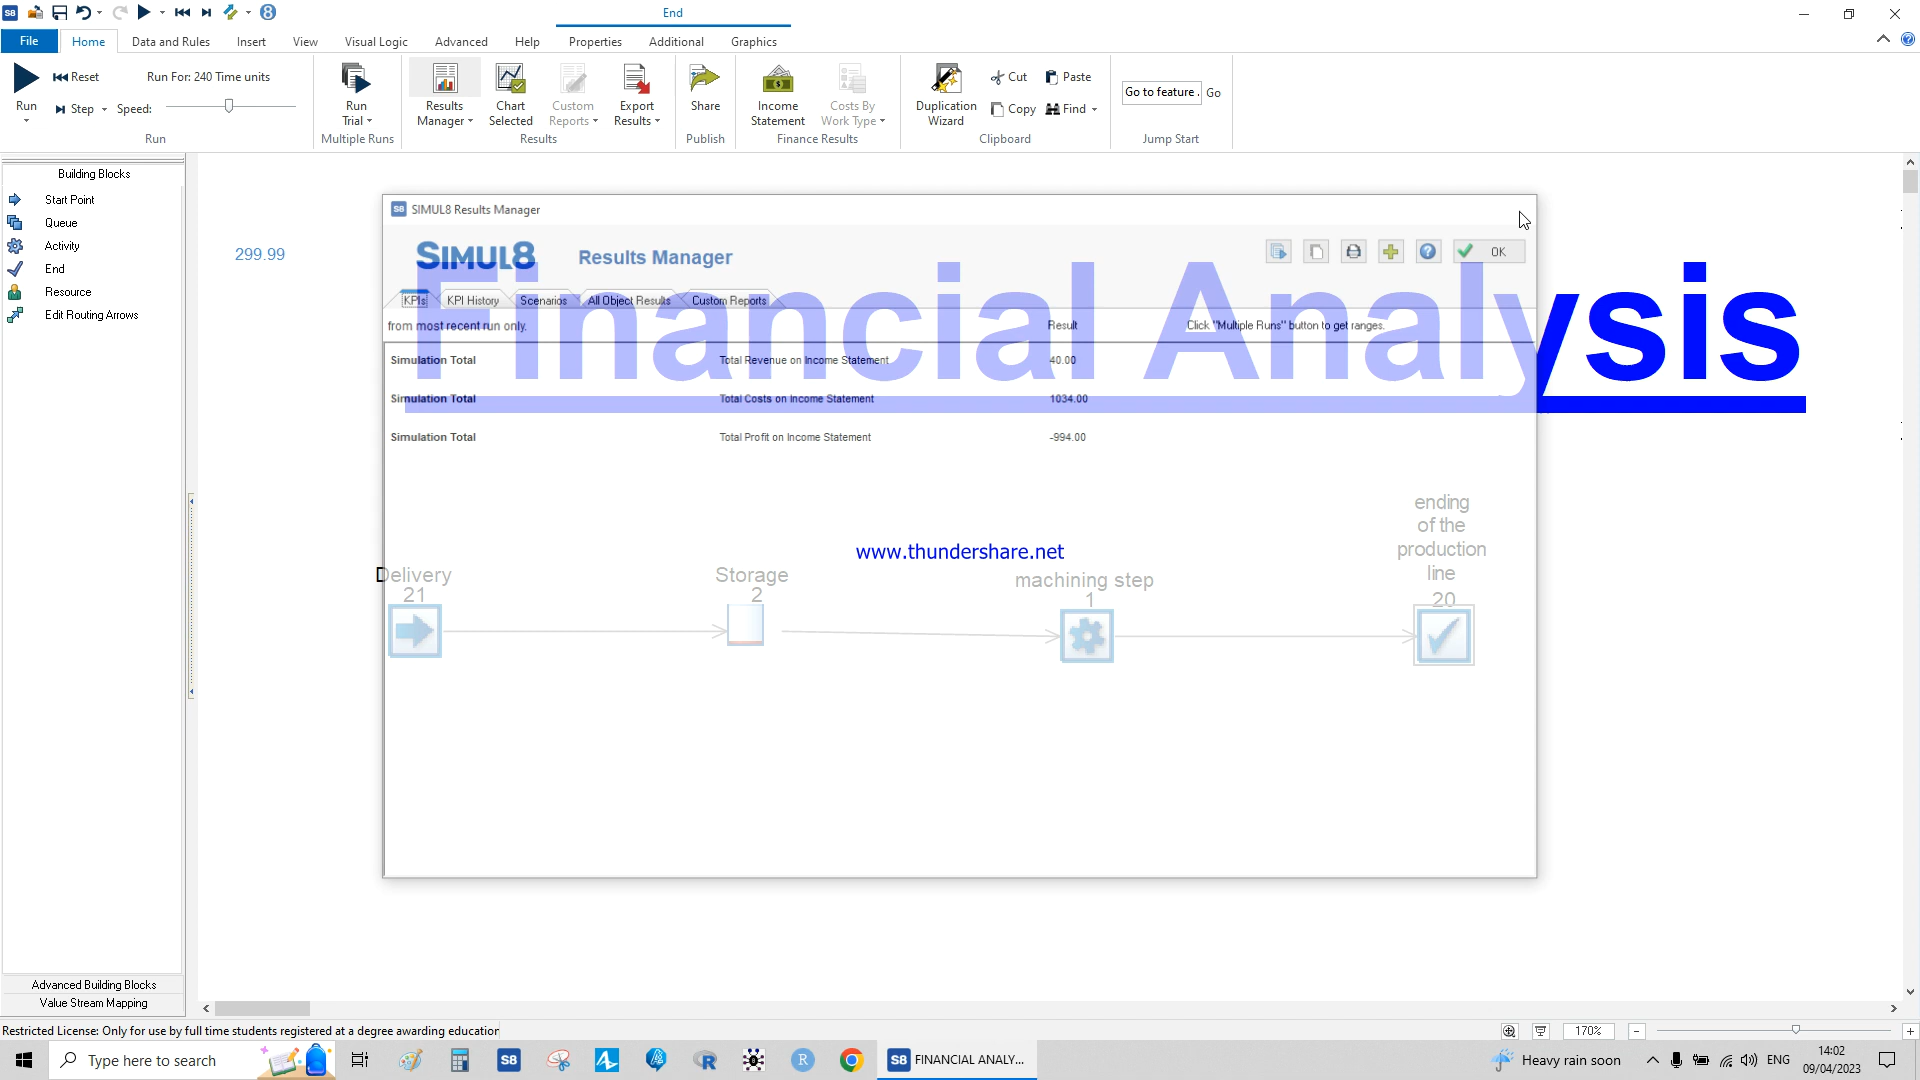 End
File
Home
Data and Rules
Insert
View
Visual Logic
Advanced
Help
Properties
Additional
Graphics
Run
Reset
Run For: 240 Time units
Step
Speed:
Run
Run Trial
Multiple Runs
Results Manager
Chart Selected
Custom Reports
Export Results
Results
Share
Publish
Income Statement
Costs By Work Type
Finance Results
Duplication Wizard
Cut
Copy
Paste
Find
Clipboard
Go to feature .
Go
Jump Start
Building Blocks
Start Point
Queue
Activity
End
Resource
Edit Routing Arrows
299.99
Financial Analysis
S8 SIMUL8 Results Manager
SIMUL8 Results Manager
OK
KPIs
KPI History
Scenarios
All Object Results
Custom Reports
from most recent run only.
Result
Click "Multiple Runs" button to get ranges.
Simulation Total Total Revenue on Income Statement 40.00
Simulation Total Total Costs on Income Statement 1034.00
Simulation Total Total Profit on Income Statement -994.00
www.thundershare.net
Delivery
21
Storage
2
machining step
1
ending
of the
production
line
20
Advanced Building Blocks
Value Stream Mapping
Restricted License: Only for use by full time students registered at a degree awarding education
170%
Type here to search
S8 FINANCIAL ANALY...
Heavy rain soon
ENG
14:02
09/04/2023